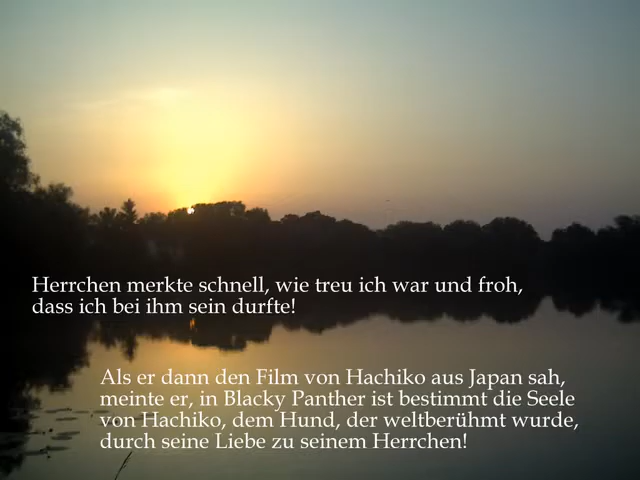 Herrchen merkte schnell, wie treu ich war und froh,
dass ich bei ihm sein durfte!
Als er dann den Film von Hachiko aus Japan sah,
meinte er, in Blacky Panther ist bestimmt die Seele
von Hachiko, dem Hund, der weltberühmt wurde,
durch seine Liebe zu seinem Herrchen!